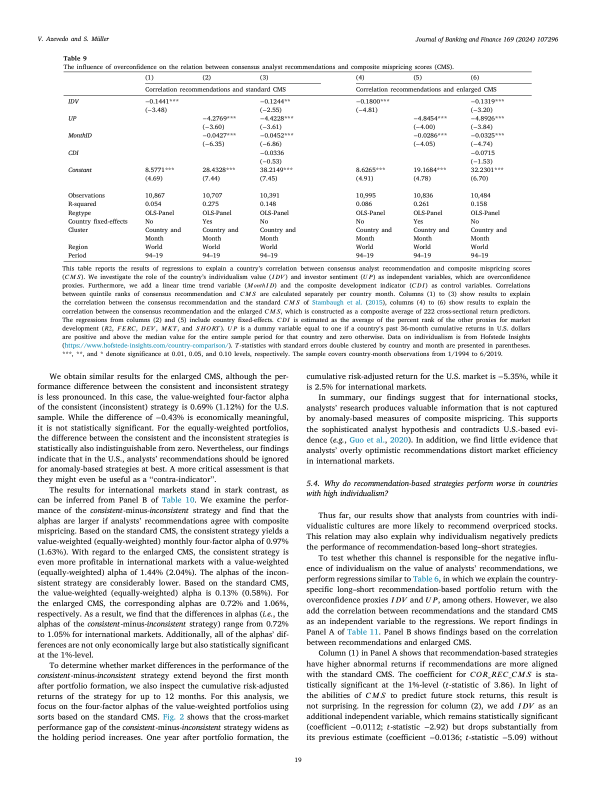 V. Azevedo and S. Müller
Journal of Banking and Finance 169 (2024) 107296
Table 9
The influence of overconfidence on the relation between consensus analyst recommendation and composite mispricing scores (CMS).
(1) (2) (3) (4) (5) (6)
Correlation recommendations and standard CMS Correlation recommendations and enlarged CMS
IDV −0.1441*** −0.1244** −0.1800*** −0.1319***
(−3.48) (−2.55) (−4.81) (−3.20)
UP −4.2769*** −4.4228*** −4.8454*** −4.8926***
(−3.60) (−3.61) (−4.00) (−3.84)
MonthID −0.0427*** −0.0452*** −0.0286*** −0.0325***
(−6.35) (−6.86) (−4.05) (−4.74)
CDI −0.0336 −0.0715
(−0.53) (−1.53)
Constant 8.5771*** 28.4328*** 38.2149*** 8.6265*** 19.1684*** 32.2301***
(4.69) (7.44) (7.45) (4.91) (4.78) (6.70)
Observations 10,867 10,707 10,391 10,995 10,836 10,484
R-squared 0.054 0.275 0.148 0.086 0.261 0.158
Regtype OLS-Panel OLS-Panel OLS-Panel OLS-Panel OLS-Panel OLS-Panel
Country fixed-effects No Yes No No Yes No
Cluster Country and Country and Country and Country and Country and Country and
Month Month Month Month Month Month
Region World World World World World World
Period 94–19 94–19 94–19 94–19 94–19 94–19
This table reports the results of regressions to explain a country's correlation between consensus analyst recommendation and composite mispricing scores
(CMS). We investigate the role of the country's individualism value (IDV) and investor sentiment (UP) as independent variables, which are overconfidence
proxies. Furthermore, we add a linear time trend variable (MonthID) and the composite development indicator (CDI) as control variables. Correlations
between quintile ranks of consensus recommendation and CMS are calculated separately per country month. Columns (1) to (3) show results to explain
the correlation between the consensus recommendation and the standard CMS of Stambaugh et al. (2015), columns (4) to (6) show results to explain the
correlation between the consensus recommendation and the enlarged CMS, which is constructed as a composite average of 222 cross-sectional return predictors.
The regressions from columns (2) and (5) include country fixed-effects. CDI is estimated as the average of the percent rank of the other proxies for market
development (R2, FERC, DEV, MKT, and SHORT). UP is a dummy variable equal to one if a country's past 36-month cumulative returns in U.S. dollars
are positive and above the median value for the entire sample period for that country and zero otherwise. Data on individualism is from Hofstede Insights
(https://www.hofstede-insights.com/country-comparison/). T-statistics with standard errors double clustered by country and month are presented in parentheses.
***, **, and * denote significance at 0.01, 0.05, and 0.10 levels, respectively. The sample covers country-month observations from 1/1994 to 6/2019.
We obtain similar results for the enlarged CMS, although the per-
formance difference between the consistent and inconsistent strategy
is less pronounced. In this case, the value-weighted four-factor alpha
of the consistent (inconsistent) strategy is 0.69% (1.12%) for the U.S.
sample. While the difference of −0.43% is economically meaningful,
it is not statistically significant. For the equally-weighted portfolios,
the difference between the consistent and the inconsistent strategies is
statistically also indistinguishable from zero. Nevertheless, our findings
indicate that in the U.S., analysts' recommendations should be ignored
for anomaly-based strategies at best. A more critical assessment is that
they might even be useful as a "contra-indicator".
The results for international markets stand in stark contrast, as
can be inferred from Panel B of Table 10. We examine the perfor-
mance of the consistent-minus-inconsistent strategy and find that the
alphas are larger if analysts' recommendations agree with composite
mispricing. Based on the standard CMS, the consistent strategy yields a
value-weighted (equally-weighted) monthly four-factor alpha of 0.97%
(1.63%). With regard to the enlarged CMS, the consistent strategy is
even more profitable in international markets with a value-weighted
(equally-weighted) alpha of 1.44% (2.04%). The alphas of the incon-
sistent strategy are considerably lower. Based on the standard CMS,
the value-weighted (equally-weighted) alpha is 0.13% (0.58%). For
the enlarged CMS, the corresponding alphas are 0.72% and 1.06%,
respectively. As a result, we find that the differences in alphas (i.e., the
alphas of the consistent-minus-inconsistent strategy) range from 0.72%
to 1.05% for international markets. Additionally, all of the alphas' dif-
ferences are not only economically large but also statistically significant
at the 1%-level.
To determine whether market differences in the performance of the
consistent-minus-inconsistent strategy extend beyond the first month
after portfolio formation, we also inspect the cumulative risk-adjusted
returns of the strategy for up to 12 months. For this analysis, we
focus on the four-factor alphas of the value-weighted portfolios using
sorts based on the standard CMS. Fig. 2 shows that the cross-market
performance gap of the consistent-minus-inconsistent strategy widens as
the holding period increases. One year after portfolio formation, the
cumulative risk-adjusted return for the U.S. market is −5.35%, while it
is 2.5% for international markets.
In summary, our findings suggest that for international stocks,
analysts' research produces valuable information that is not captured
by anomaly-based measures of composite mispricing. This supports
the sophisticated analyst hypothesis and contradicts U.S.-based evi-
dence (e.g., Guo et al., 2020). In addition, we find little evidence that
analysts' overly optimistic recommendations distort market efficiency
in international markets.
5.4. Why do recommendation-based strategies perform worse in countries
with high individualism?
Thus far, our results show that analysts from countries with indi-
vidualistic cultures are more likely to recommend overpriced stocks.
This relation may also explain why individualism negatively predicts
the performance of recommendation-based long–short strategies.
To test whether this channel is responsible for the negative influ-
ence of individualism on the value of analysts' recommendations, we
perform regressions similar to Table 6, in which we explain the country-
specific long–short recommendation-based portfolio return with the
overconfidence proxies IDV and UP, among others. However, we also
add the correlation between recommendations and the standard CMS
as an independent variable to the regressions. We report findings in
Panel A of Table 11. Panel B shows findings based on the correlation
between recommendations and enlarged CMS.
Column (1) in Panel A shows that recommendation-based strategies
have higher abnormal returns if recommendations are more aligned
with the standard CMS. The coefficient for COR_REC_CMS is sta-
tistically significant at the 1%-level (t-statistic of 3.86). In light of
the abilities of CMS to predict future stock returns, this result is
not surprising. In the regression for column (2), we add IDV as an
additional independent variable, which remains statistically significant
(coefficient −0.0112; t-statistic −2.92) but drops substantially from
its previous estimate (coefficient −0.0136; t-statistic −5.09) without
19